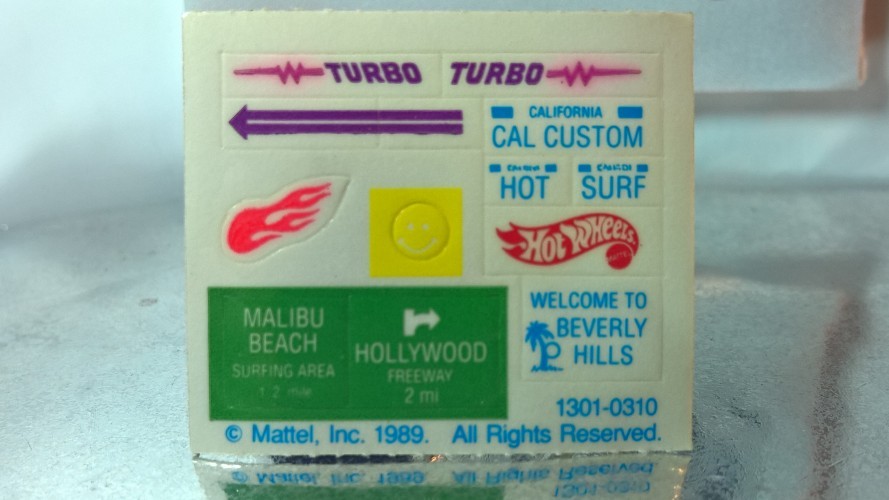 TURBO TURBO
CALIFORNIA
CAL CUSTOM
HOT SURF
Hot Wheels
MATTEL
MALIBU
BEACH
SURFING AREA
HOLLYWOOD
FREEWAY
2 mi
WELCOME TO
BEVERLY
HILLS
1301-0310
© Mattel, Inc. 1989. All Rights Reserved.